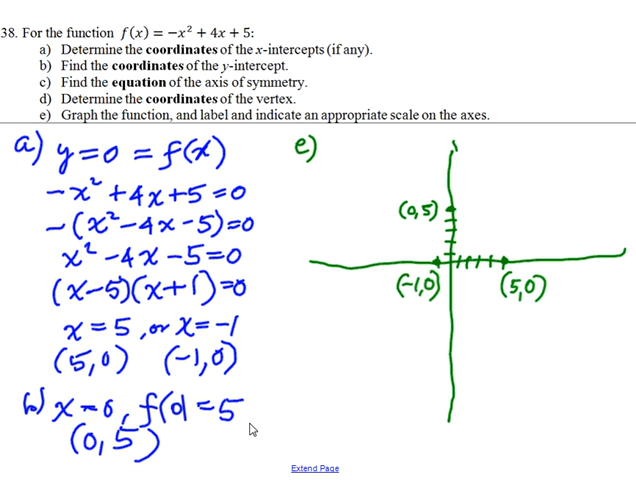 38. For the function f(x) = −x² + 4x + 5:
a) Determine the coordinates of the x-intercepts (if any).
b) Find the coordinates of the y-intercept.
c) Find the equation of the axis of symmetry.
d) Determine the coordinates of the vertex.
e) Graph the function, and label and indicate an appropriate scale on the axes.
a) y=0 = f(x)
-x² +4x+5=0
-(x²-4x-5)=0
x²-4x-5=0
(x-5)(x+1)=0
x=5, or x=-1
(5,0) (-1,0)
b) x=0, f(0)=5
(0,5)
e)
(0,5)
(-1,0) (5,0)
Extend Page